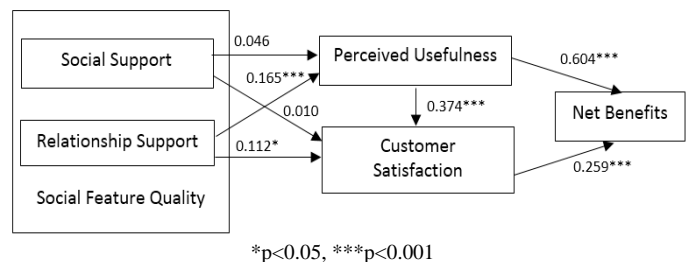 0.046
Social Support
Perceived Usefulness
0.604***
0.165***
0.010
0.374***
Net Benefits
Relationship Support
0.112*
Customer
Satisfaction
0.259***
Social Feature Quality
*p<0.05, ***p<0.001